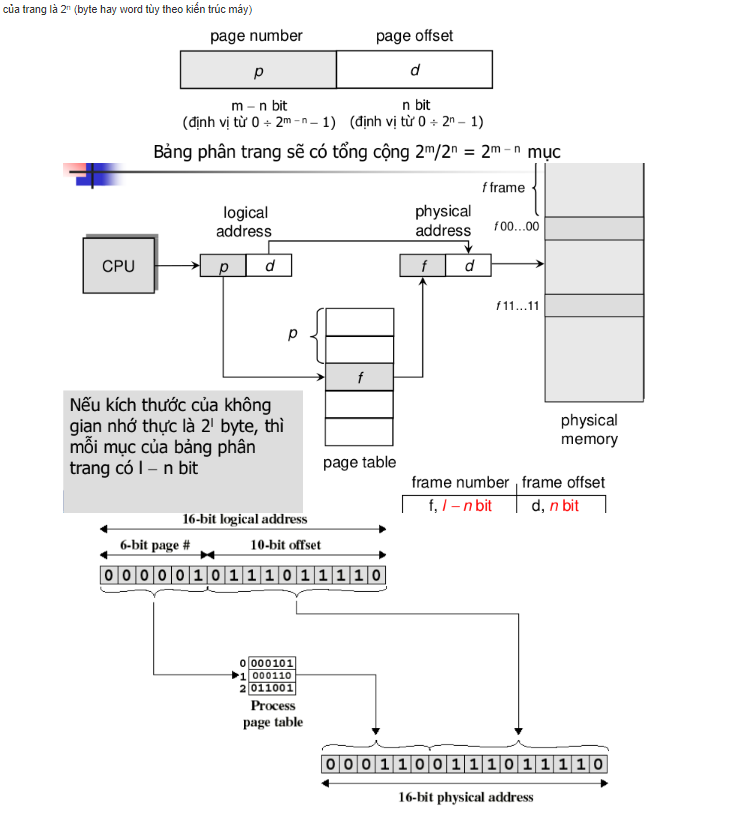 của trang là 2ⁿ (byte hay word tùy theo kiến trúc máy)
page number page offset
p d
m – n bit n bit
(định vị từ 0 ÷ 2ᵐ ⁻ ⁿ – 1) (định vị từ 0 ÷ 2ⁿ – 1)
Bảng phân trang sẽ có tổng cộng 2ᵐ/2ⁿ = 2ᵐ ⁻ ⁿ mục
f frame
logical address
physical address
f 00…00
CPU
p d
f d
f 11…11
p
f
page table
physical memory
Nếu kích thước của không
gian nhớ thực là 2ˡ byte, thì
mỗi mục của bảng phân
trang có l – n bit
frame number frame offset
f, l – n bit d, n bit
16-bit logical address
6-bit page # 10-bit offset
0 0 0 0 0 1 0 1 1 1 0 1 1 1 1 0
0 000101
1 000110
2 011001
Process
page table
0 0 0 1 1 0 0 1 1 1 0 1 1 1 1 0
16-bit physical address